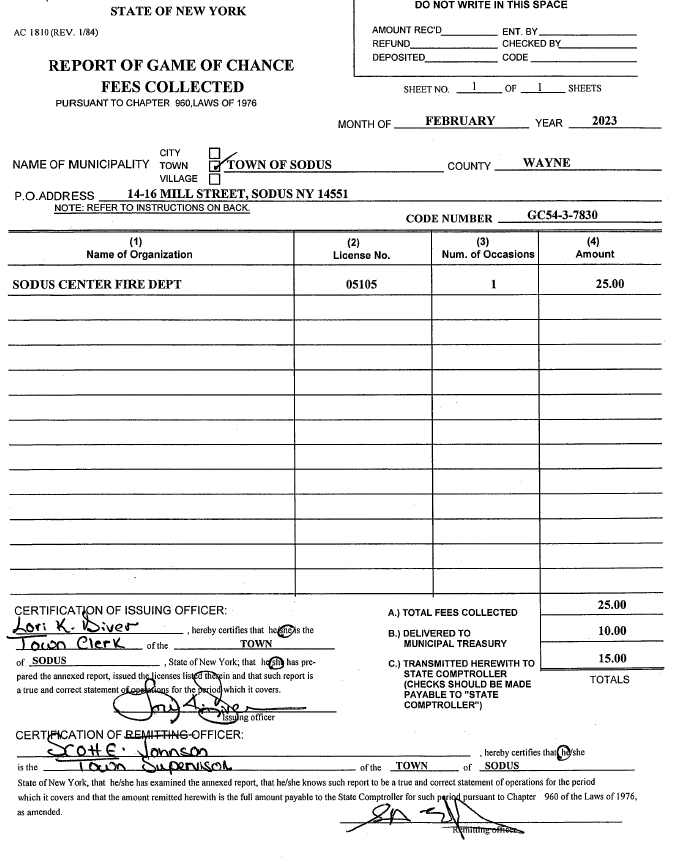 DO NOT WRITE IN THIS SPACE
STATE OF NEW YORK
AC 1810 (REV. 1/84)
AMOUNT REC'D ENT. BY
REFUND CHECKED BY
DEPOSITED CODE
REPORT OF GAME OF CHANCE
FEES COLLECTED
PURSUANT TO CHAPTER 960,LAWS OF 1976
SHEET NO. 1 OF 1 SHEETS
MONTH OF FEBRUARY YEAR 2023
CITY
NAME OF MUNICIPALITY TOWN TOWN OF SODUS COUNTY WAYNE
VILLAGE
P.O.ADDRESS 14-16 MILL STREET, SODUS NY 14551
NOTE: REFER TO INSTRUCTIONS ON BACK.
CODE NUMBER GC54-3-7830
(1) (2) (3) (4)
Name of Organization License No. Num. of Occasions Amount
SODUS CENTER FIRE DEPT 05105 1 25.00
CERTIFICATION OF ISSUING OFFICER:
Lori K. Diver , hereby certifies that he/she is the
Town Clerk of the TOWN
of SODUS , State of New York; that he/she has pre-
pared the annexed report, issued the licenses listed therein and that such report is
a true and correct statement of operations for the period which it covers.
Issuing officer
A.) TOTAL FEES COLLECTED 25.00
B.) DELIVERED TO 10.00
MUNICIPAL TREASURY
C.) TRANSMITTED HEREWITH TO 15.00
STATE COMPTROLLER
(CHECKS SHOULD BE MADE TOTALS
PAYABLE TO "STATE
COMPTROLLER")
CERTIFICATION OF REMITTING OFFICER:
Scott E. Johnson , hereby certifies that he/she
is the Town Supervisor of the TOWN of SODUS
State of New York, that he/she has examined the annexed report, that he/she knows such report to be a true and correct statement of operations for the period
which it covers and that the amount remitted herewith is the full amount payable to the State Comptroller for such period pursuant to Chapter 960 of the Laws of 1976,
as amended.
Remitting officer